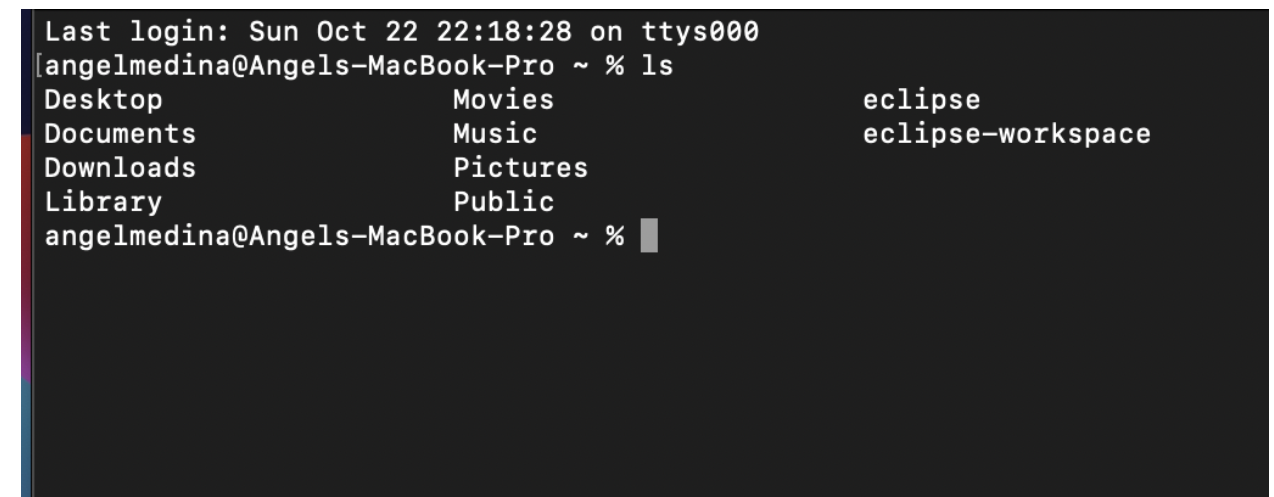 Last login: Sun Oct 22 22:18:28 on ttys000
[angelmedina@Angels-MacBook-Pro ~ % ls
Desktop Movies eclipse
Documents Music eclipse-workspace
Downloads Pictures
Library Public
angelmedina@Angels-MacBook-Pro ~ %